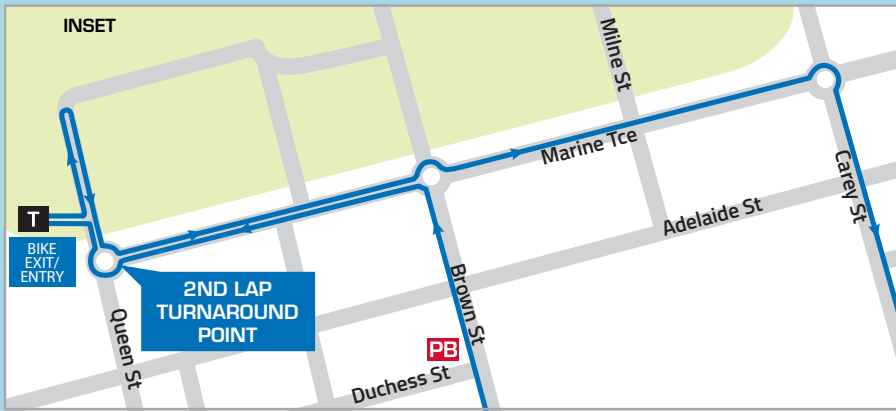 INSET
Milne St
Marine Tce
Carey St
Adelaide St
T
BIKE
EXIT/
ENTRY
2ND LAP
TURNAROUND
POINT
Queen St
Brown St
PB
Duchess St